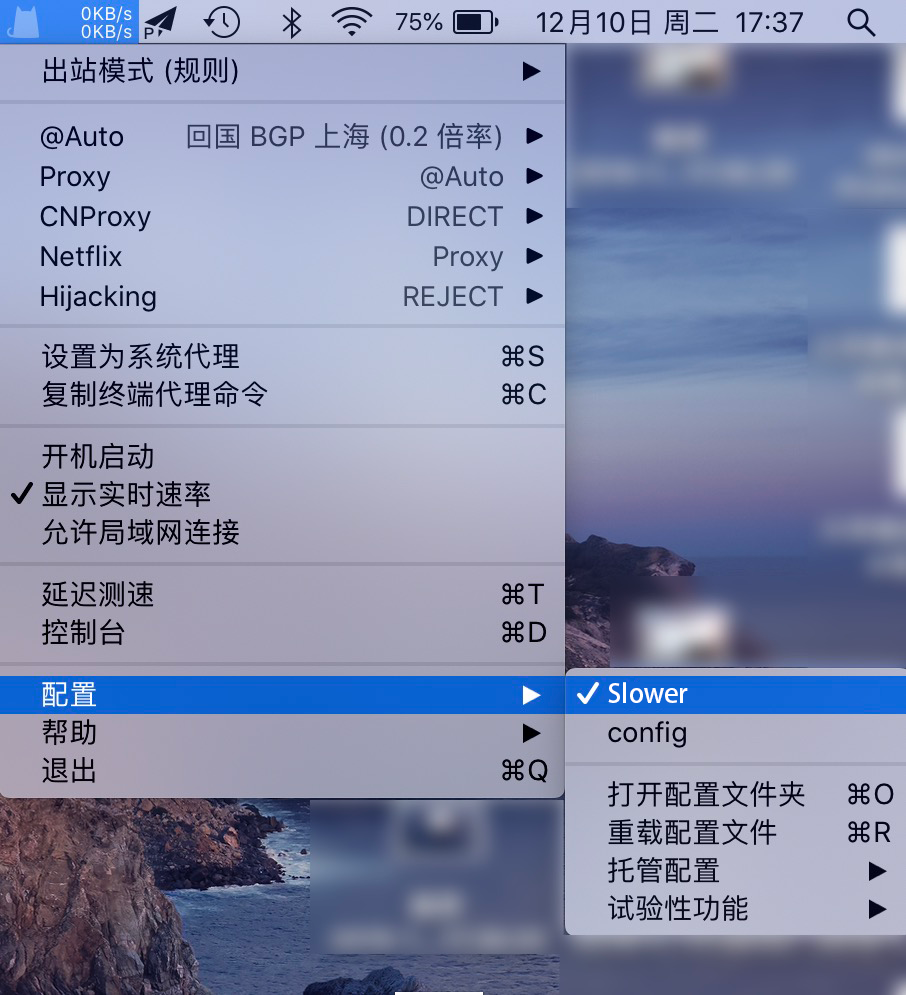 0KB/s
0KB/s
P
75%
12月10日 周二 17:37
出站模式 (规则)
@Auto 回国 BGP 上海 (0.2 倍率)
Proxy @Auto
CNProxy DIRECT
Netflix Proxy
Hijacking REJECT
设置为系统代理 ⌘S
复制终端代理命令 ⌘C
开机启动
显示实时速率
允许局域网连接
延迟测速 ⌘T
控制台 ⌘D
配置
帮助
退出 ⌘Q
Slower
config
打开配置文件夹 ⌘O
重载配置文件 ⌘R
托管配置
试验性功能